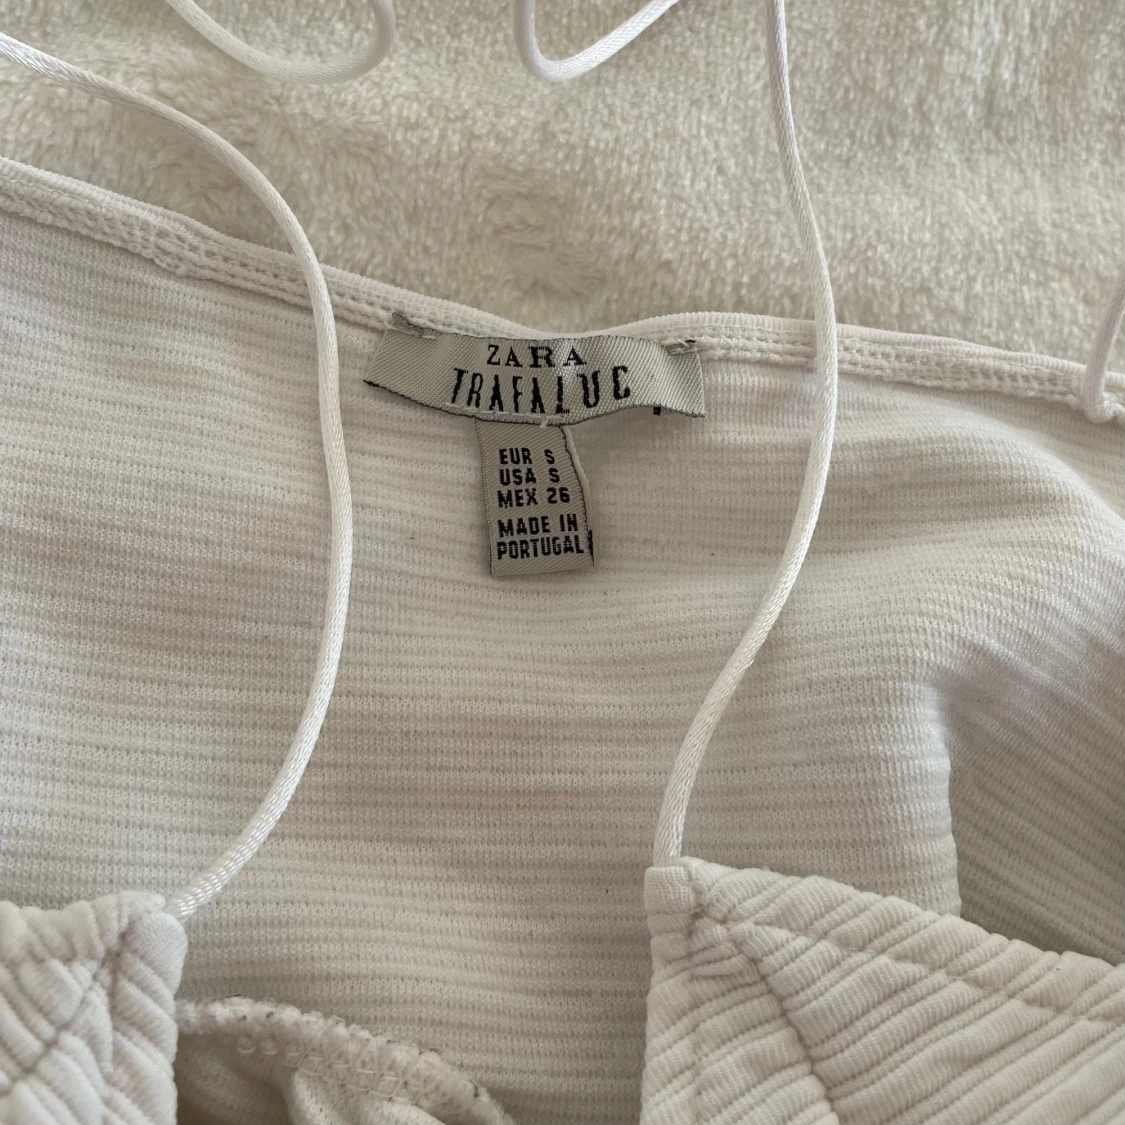 ZARA
TRAFALUC
EUR S
USA S
MEX 26
MADE IN
PORTUGAL